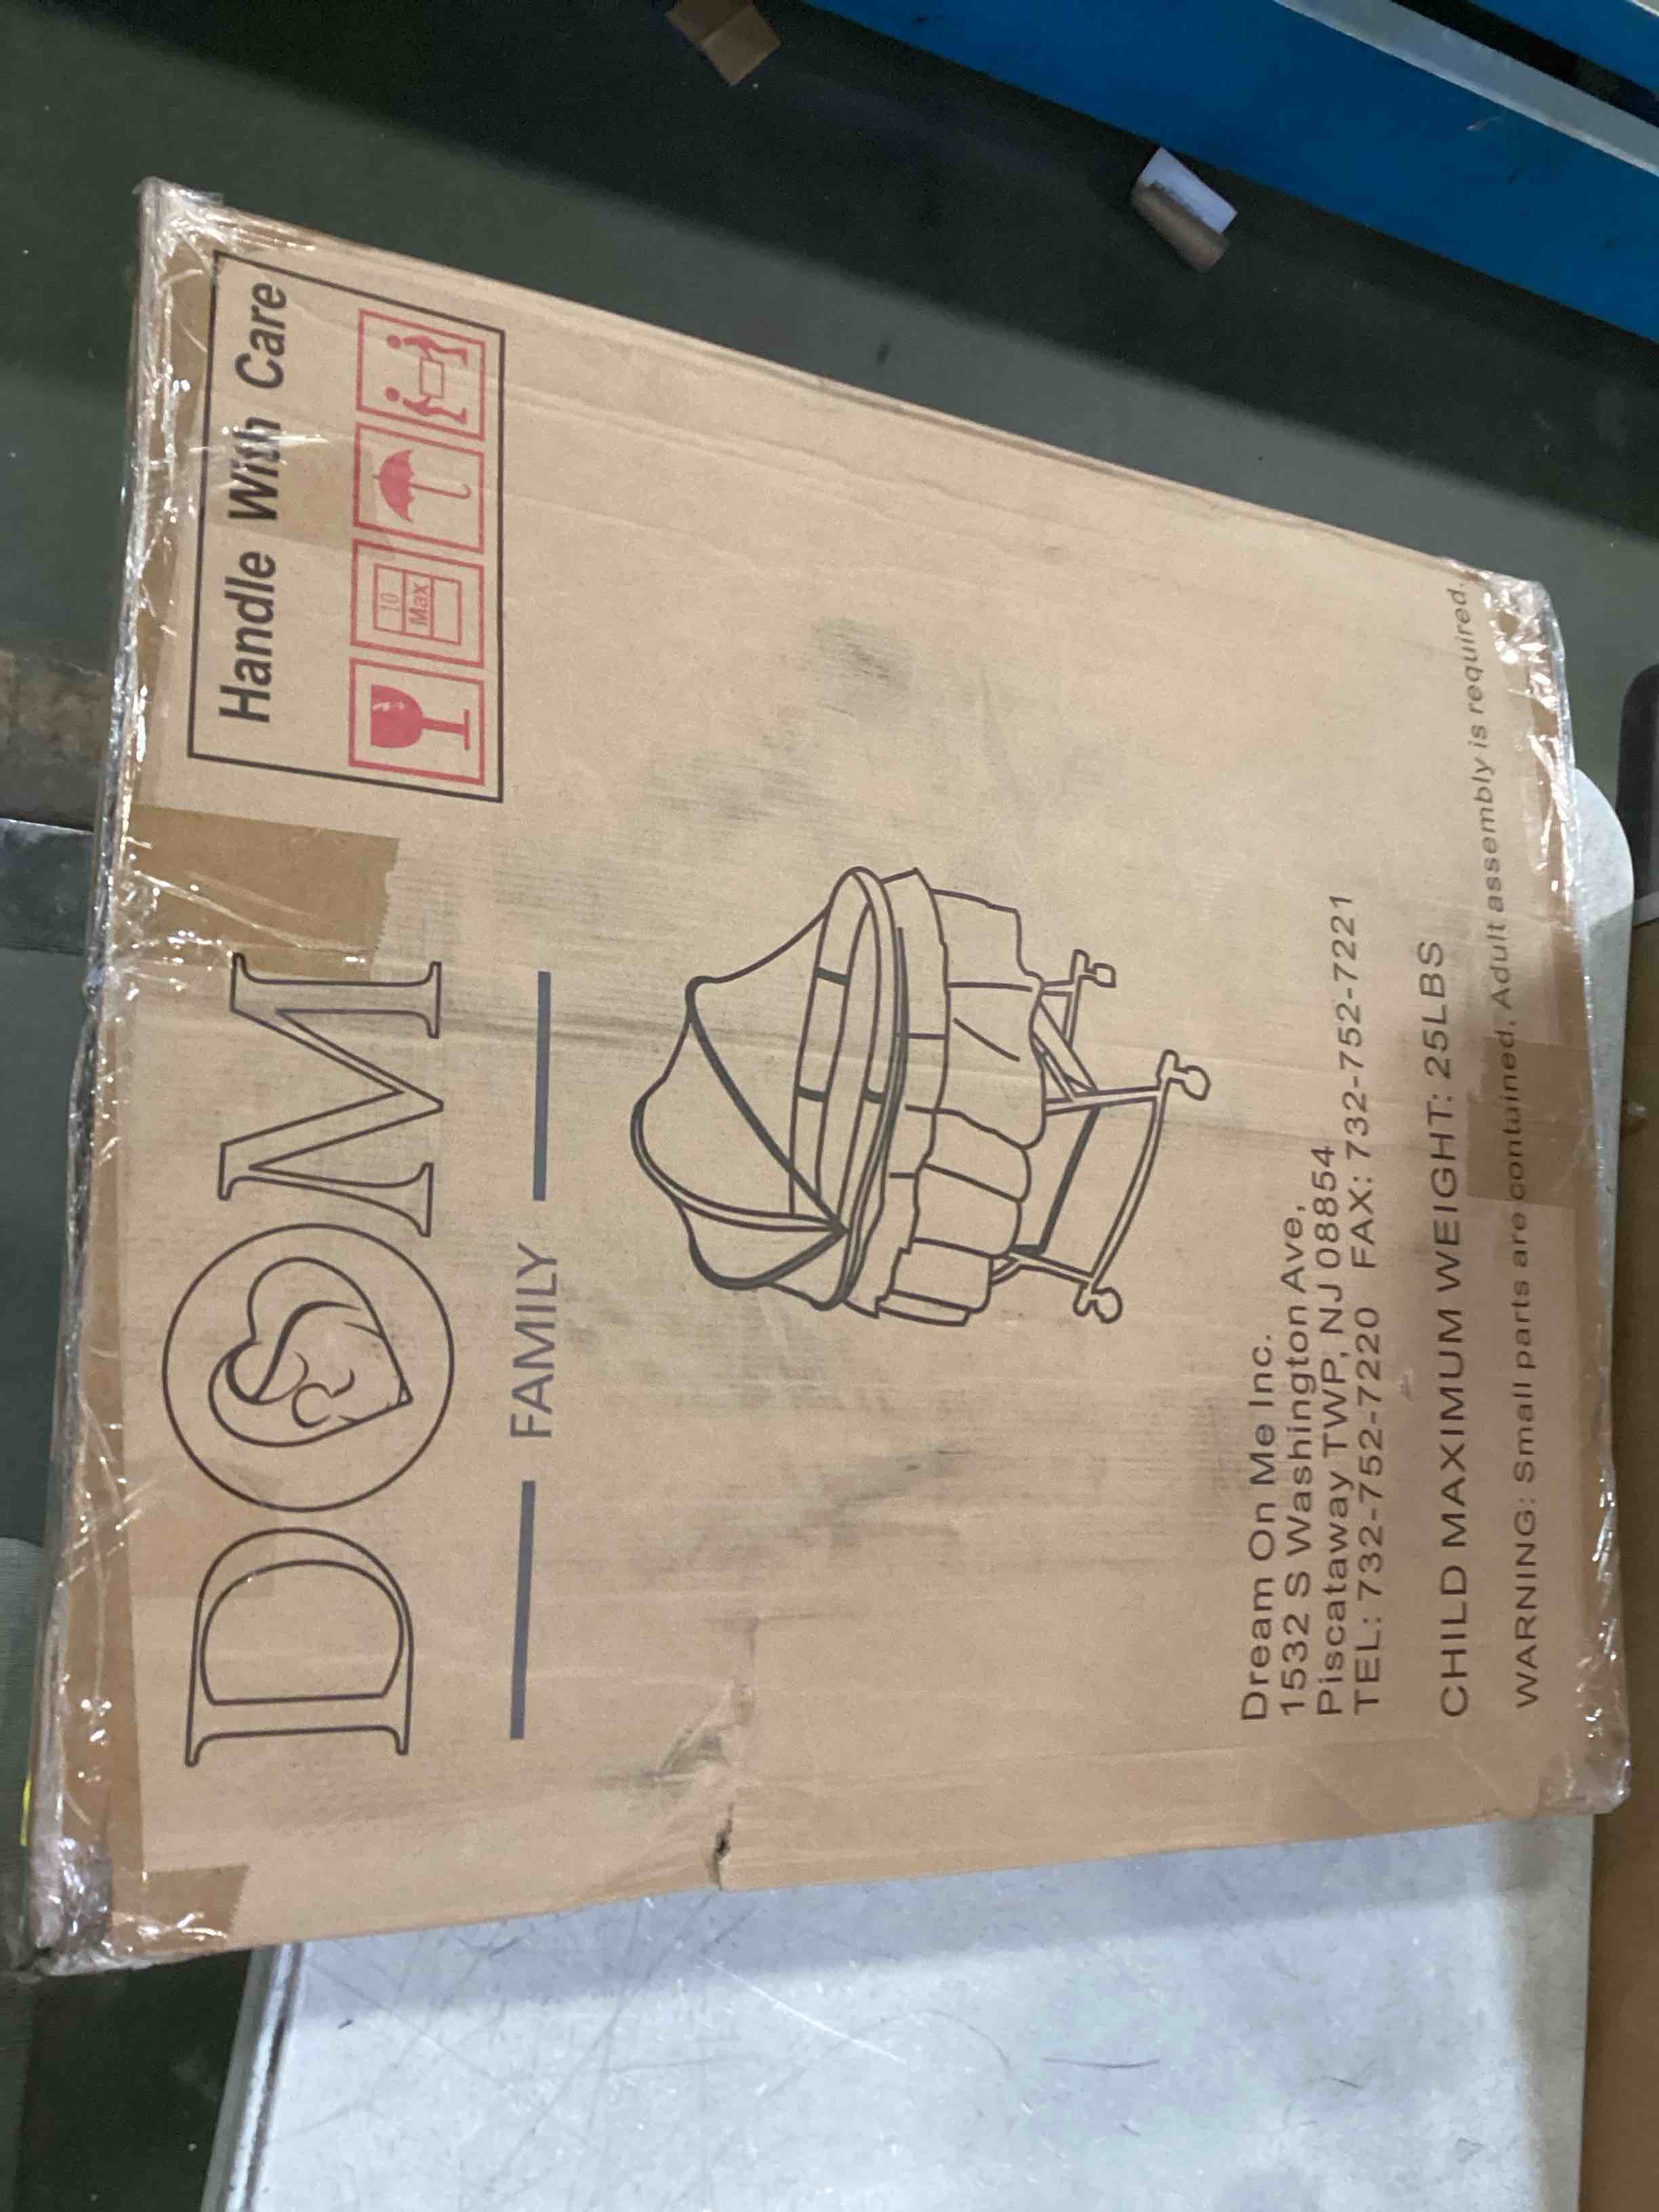 Handle With Care
10
Max
DOM
FAMILY
Dream On Me Inc.
1532 S Washington Ave,
Piscataway TWP, NJ 08854
TEL: 732-752-7220 FAX: 732-752-7221
CHILD MAXIMUM WEIGHT: 25LBS
WARNING: Small parts are contained. Adult assembly is required.